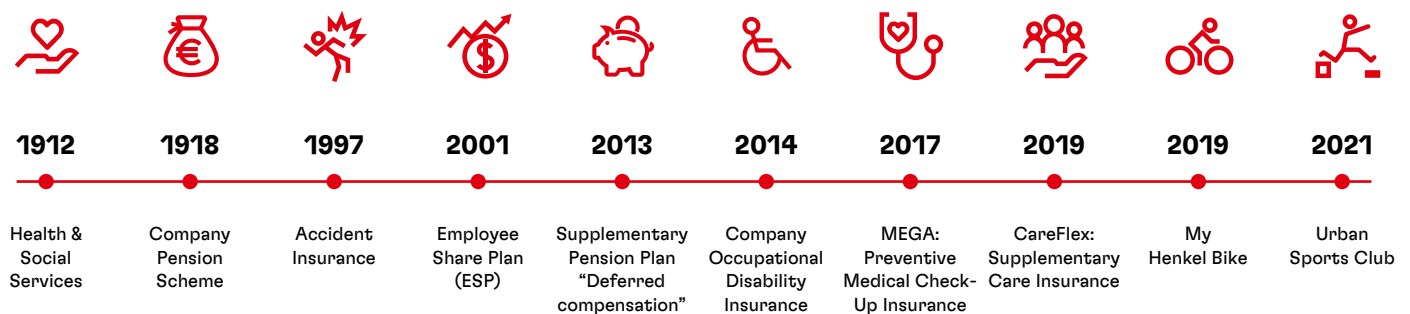 €
$
1912
1918
1997
2001
2013
2014
2017
2019
2019
2021
Health &
Social
Services
Company
Pension
Scheme
Accident
Insurance
Employee
Share Plan
(ESP)
Supplementary
Pension Plan
“Deferred
compensation”
Company
Occupational
Disability
Insurance
MEGA:
Preventive
Medical Check-
Up Insurance
CareFlex:
Supplementary
Care Insurance
My
Henkel Bike
Urban
Sports Club